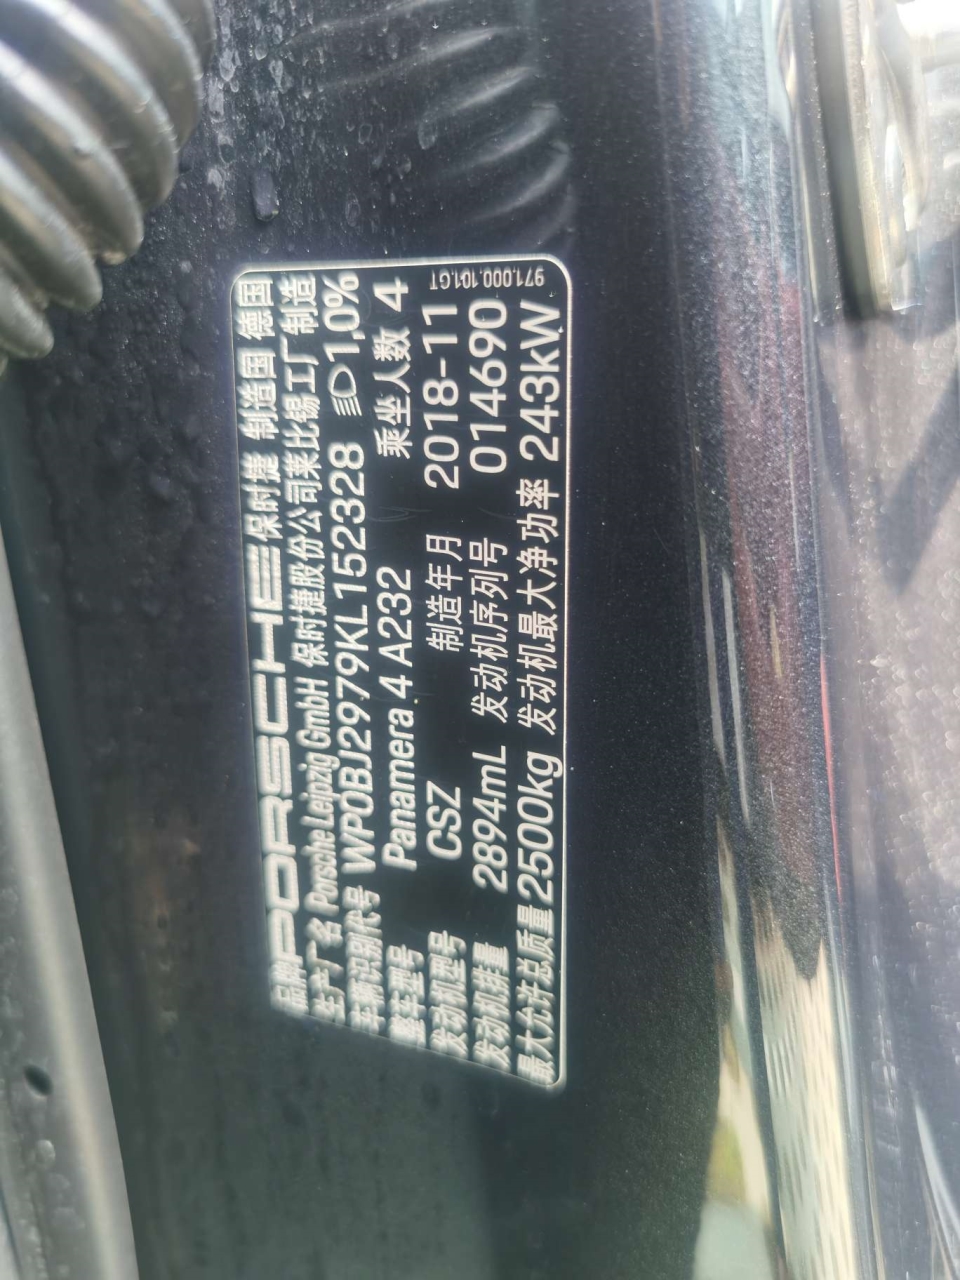 品牌 PORSCHE 保时捷 制造国 德国
生产厂名 Porsche Leipzig GmbH 保时捷股份公司莱比锡工厂制造
车辆识别代号 WP0BJ2979KL152328 1,0%
整车型号 Panamera 4 A232 乘坐人数 4
发动机型号 CSZ 制造年月 2018-11
发动机排量 2894mL 发动机序列号 014690
最大允许总质量 2500kg 发动机最大净功率 243kW
971.000.101.GT